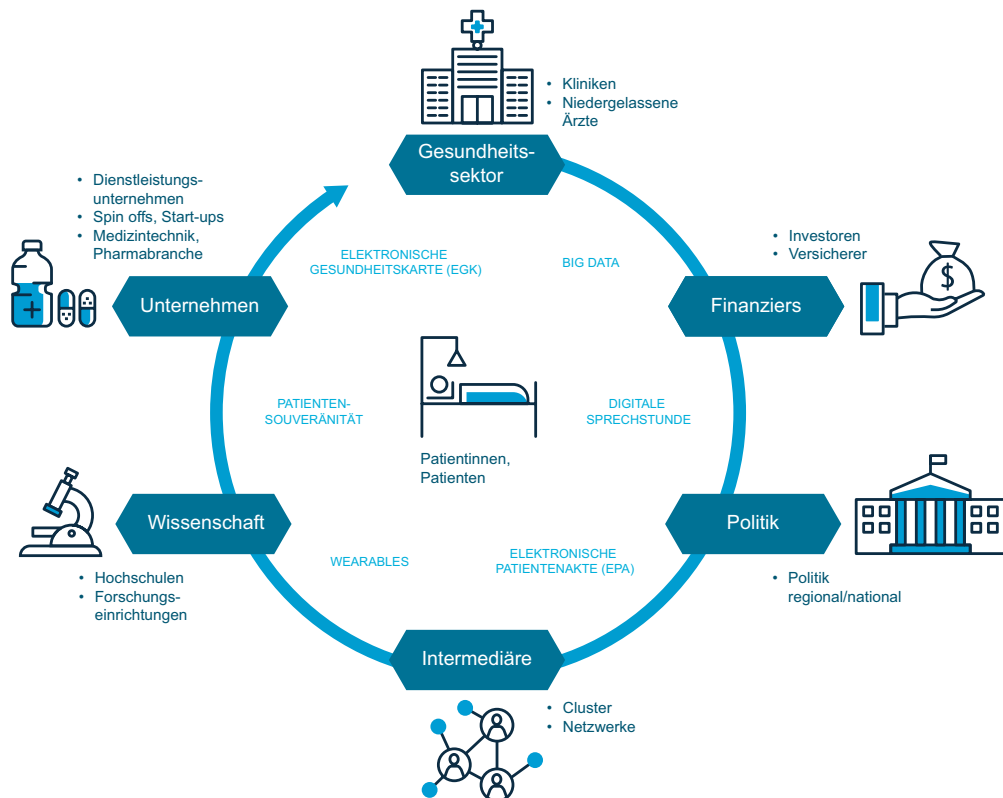 • Kliniken
• Niedergelassene
Ärzte
Gesundheits-
sektor
• Dienstleistungs-
unternehmen
• Spin offs, Start-ups
• Medizintechnik,
Pharmabranche
Unternehmen
• Investoren
• Versicherer
$
Finanziers
ELEKTRONISCHE
GESUNDHEITSKARTE (EGK)
BIG DATA
PATIENTEN-
SOUVERÄNITÄT
DIGITALE
SPRECHSTUNDE
Patientinnen,
Patienten
Wissenschaft
• Hochschulen
• Forschungs-
einrichtungen
Politik
• Politik
regional/national
WEARABLES
ELEKTRONISCHE
PATIENTENAKTE (EPA)
Intermediäre
• Cluster
• Netzwerke